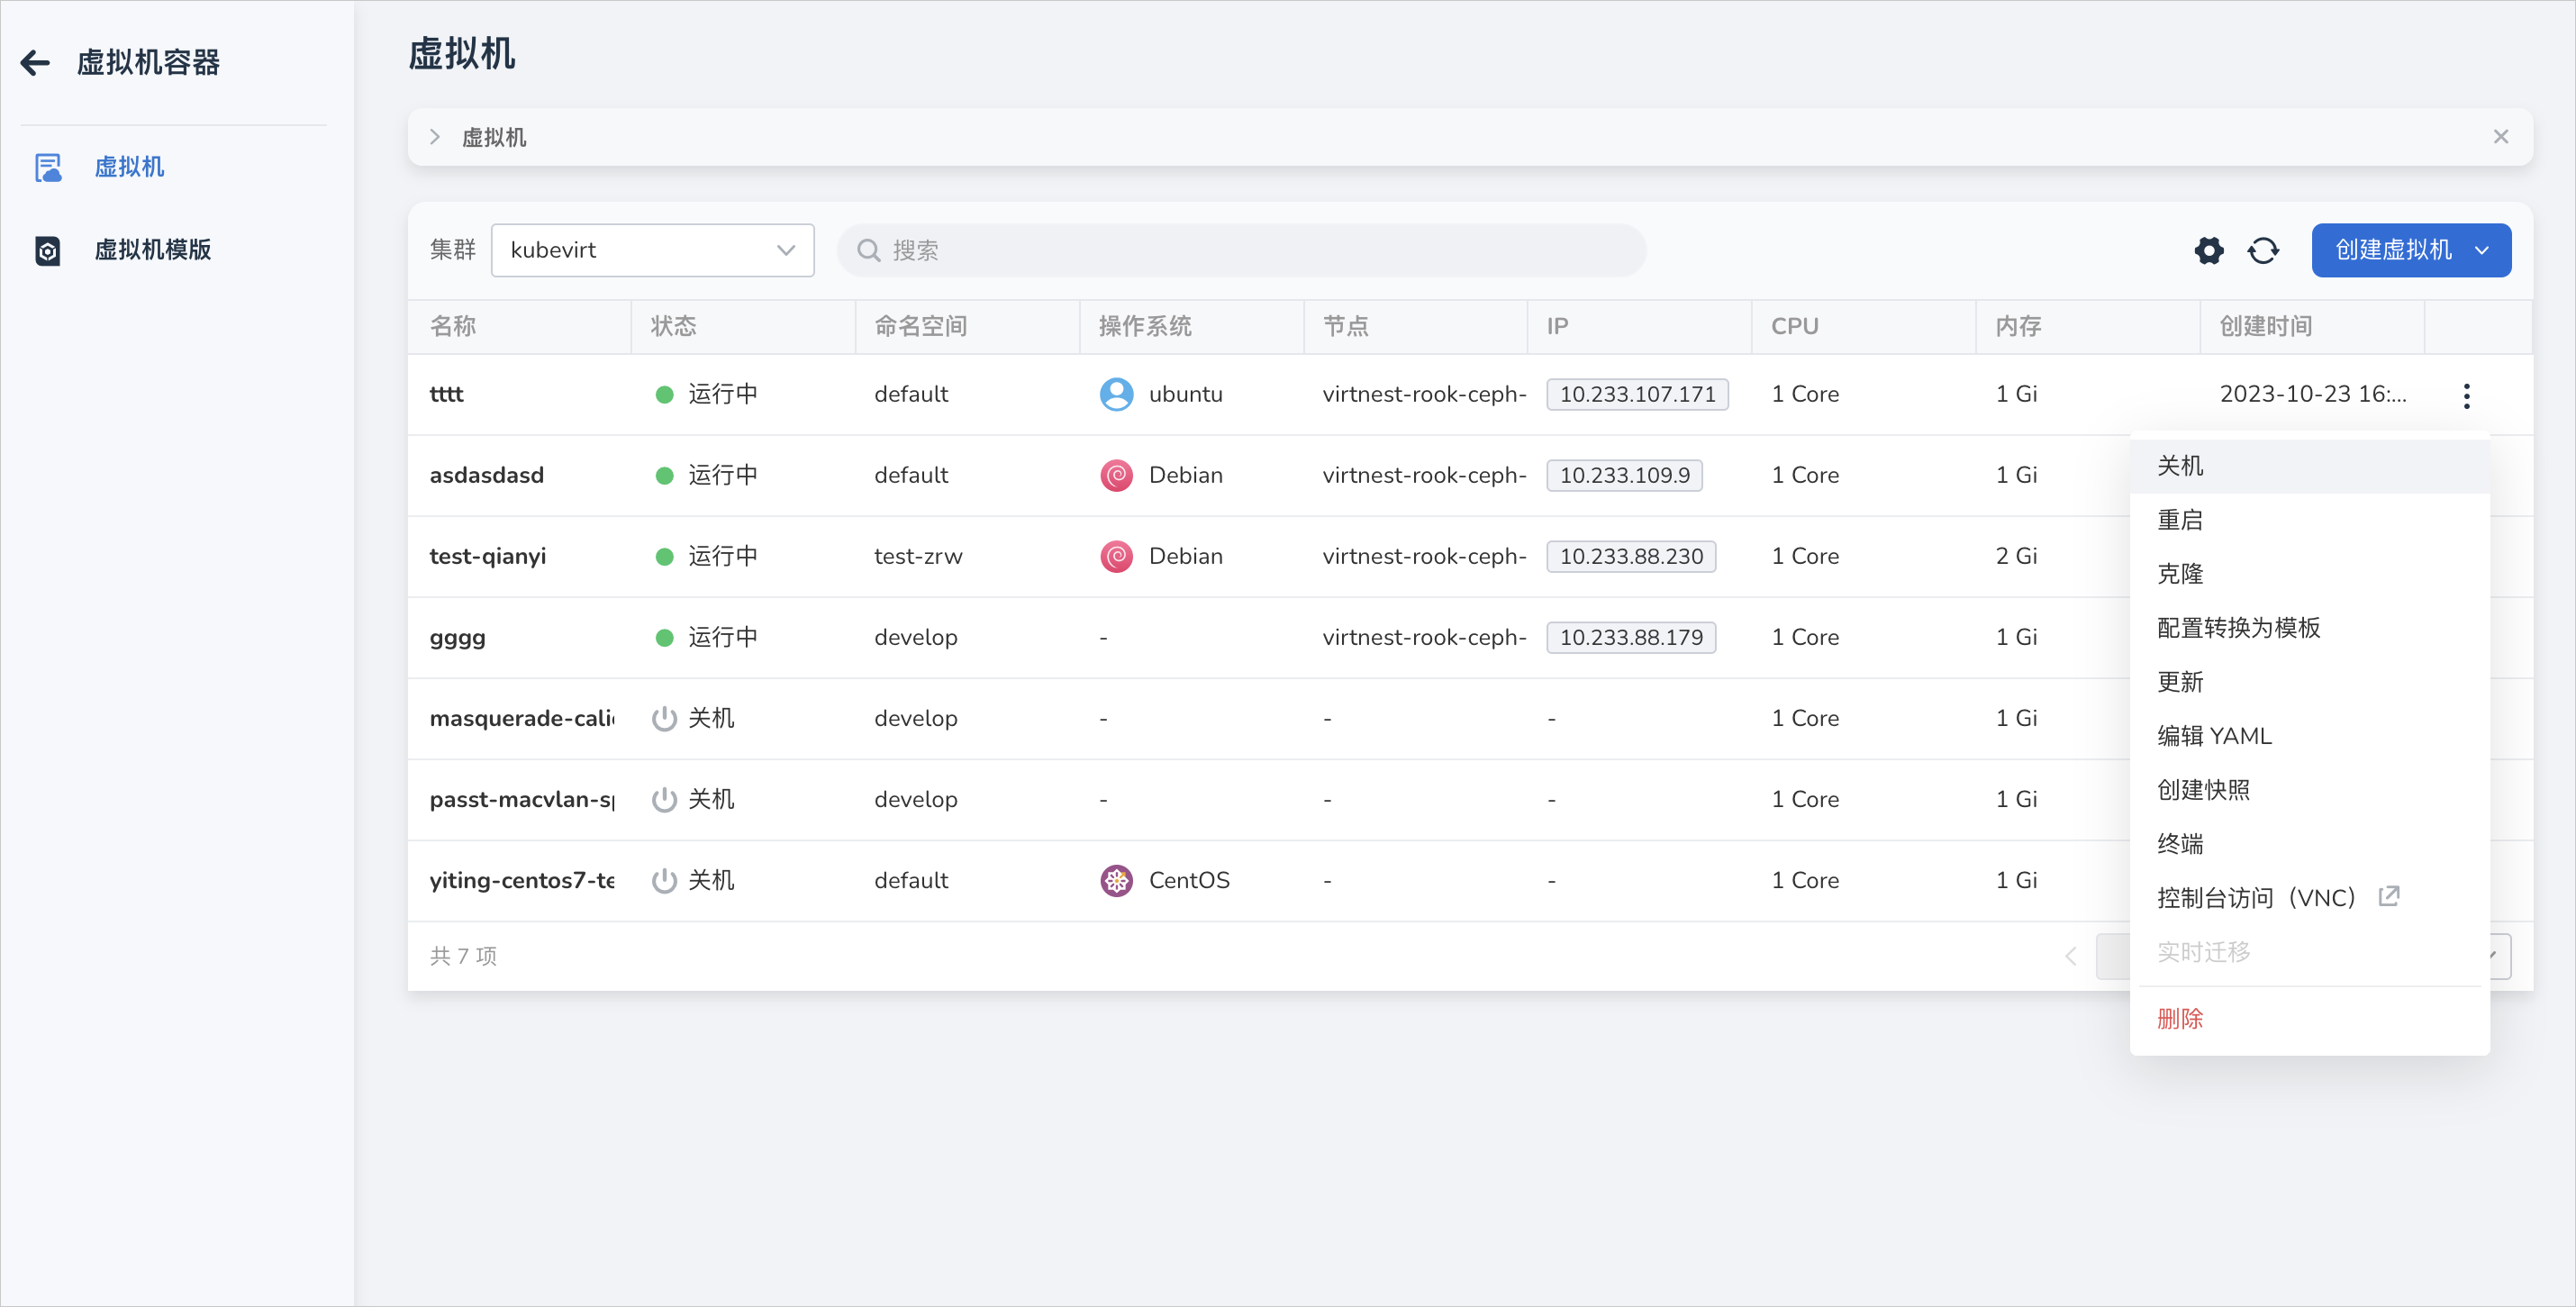 虚拟机容器
虚拟机
虚拟机模版
虚拟机
虚拟机
集群 kubevirt 搜索 创建虚拟机
名称 状态 命名空间 操作系统 节点 IP CPU 内存 创建时间
tttt 运行中 default ubuntu virtnest-rook-ceph- 10.233.107.171 1 Core 1 Gi 2023-10-23 16:...
asdasdasd 运行中 default Debian virtnest-rook-ceph- 10.233.109.9 1 Core 1 Gi
test-qianyi 运行中 test-zrw Debian virtnest-rook-ceph- 10.233.88.230 1 Core 2 Gi
gggg 运行中 develop - virtnest-rook-ceph- 10.233.88.179 1 Core 1 Gi
masquerade-cali 关机 develop - - - 1 Core 1 Gi
passt-macvlan-s 关机 develop - - - 1 Core 1 Gi
yiting-centos7-te 关机 default CentOS - - 1 Core 1 Gi
共 7 项
关机
重启
克隆
配置转换为模板
更新
编辑 YAML
创建快照
终端
控制台访问（VNC）
实时迁移
删除